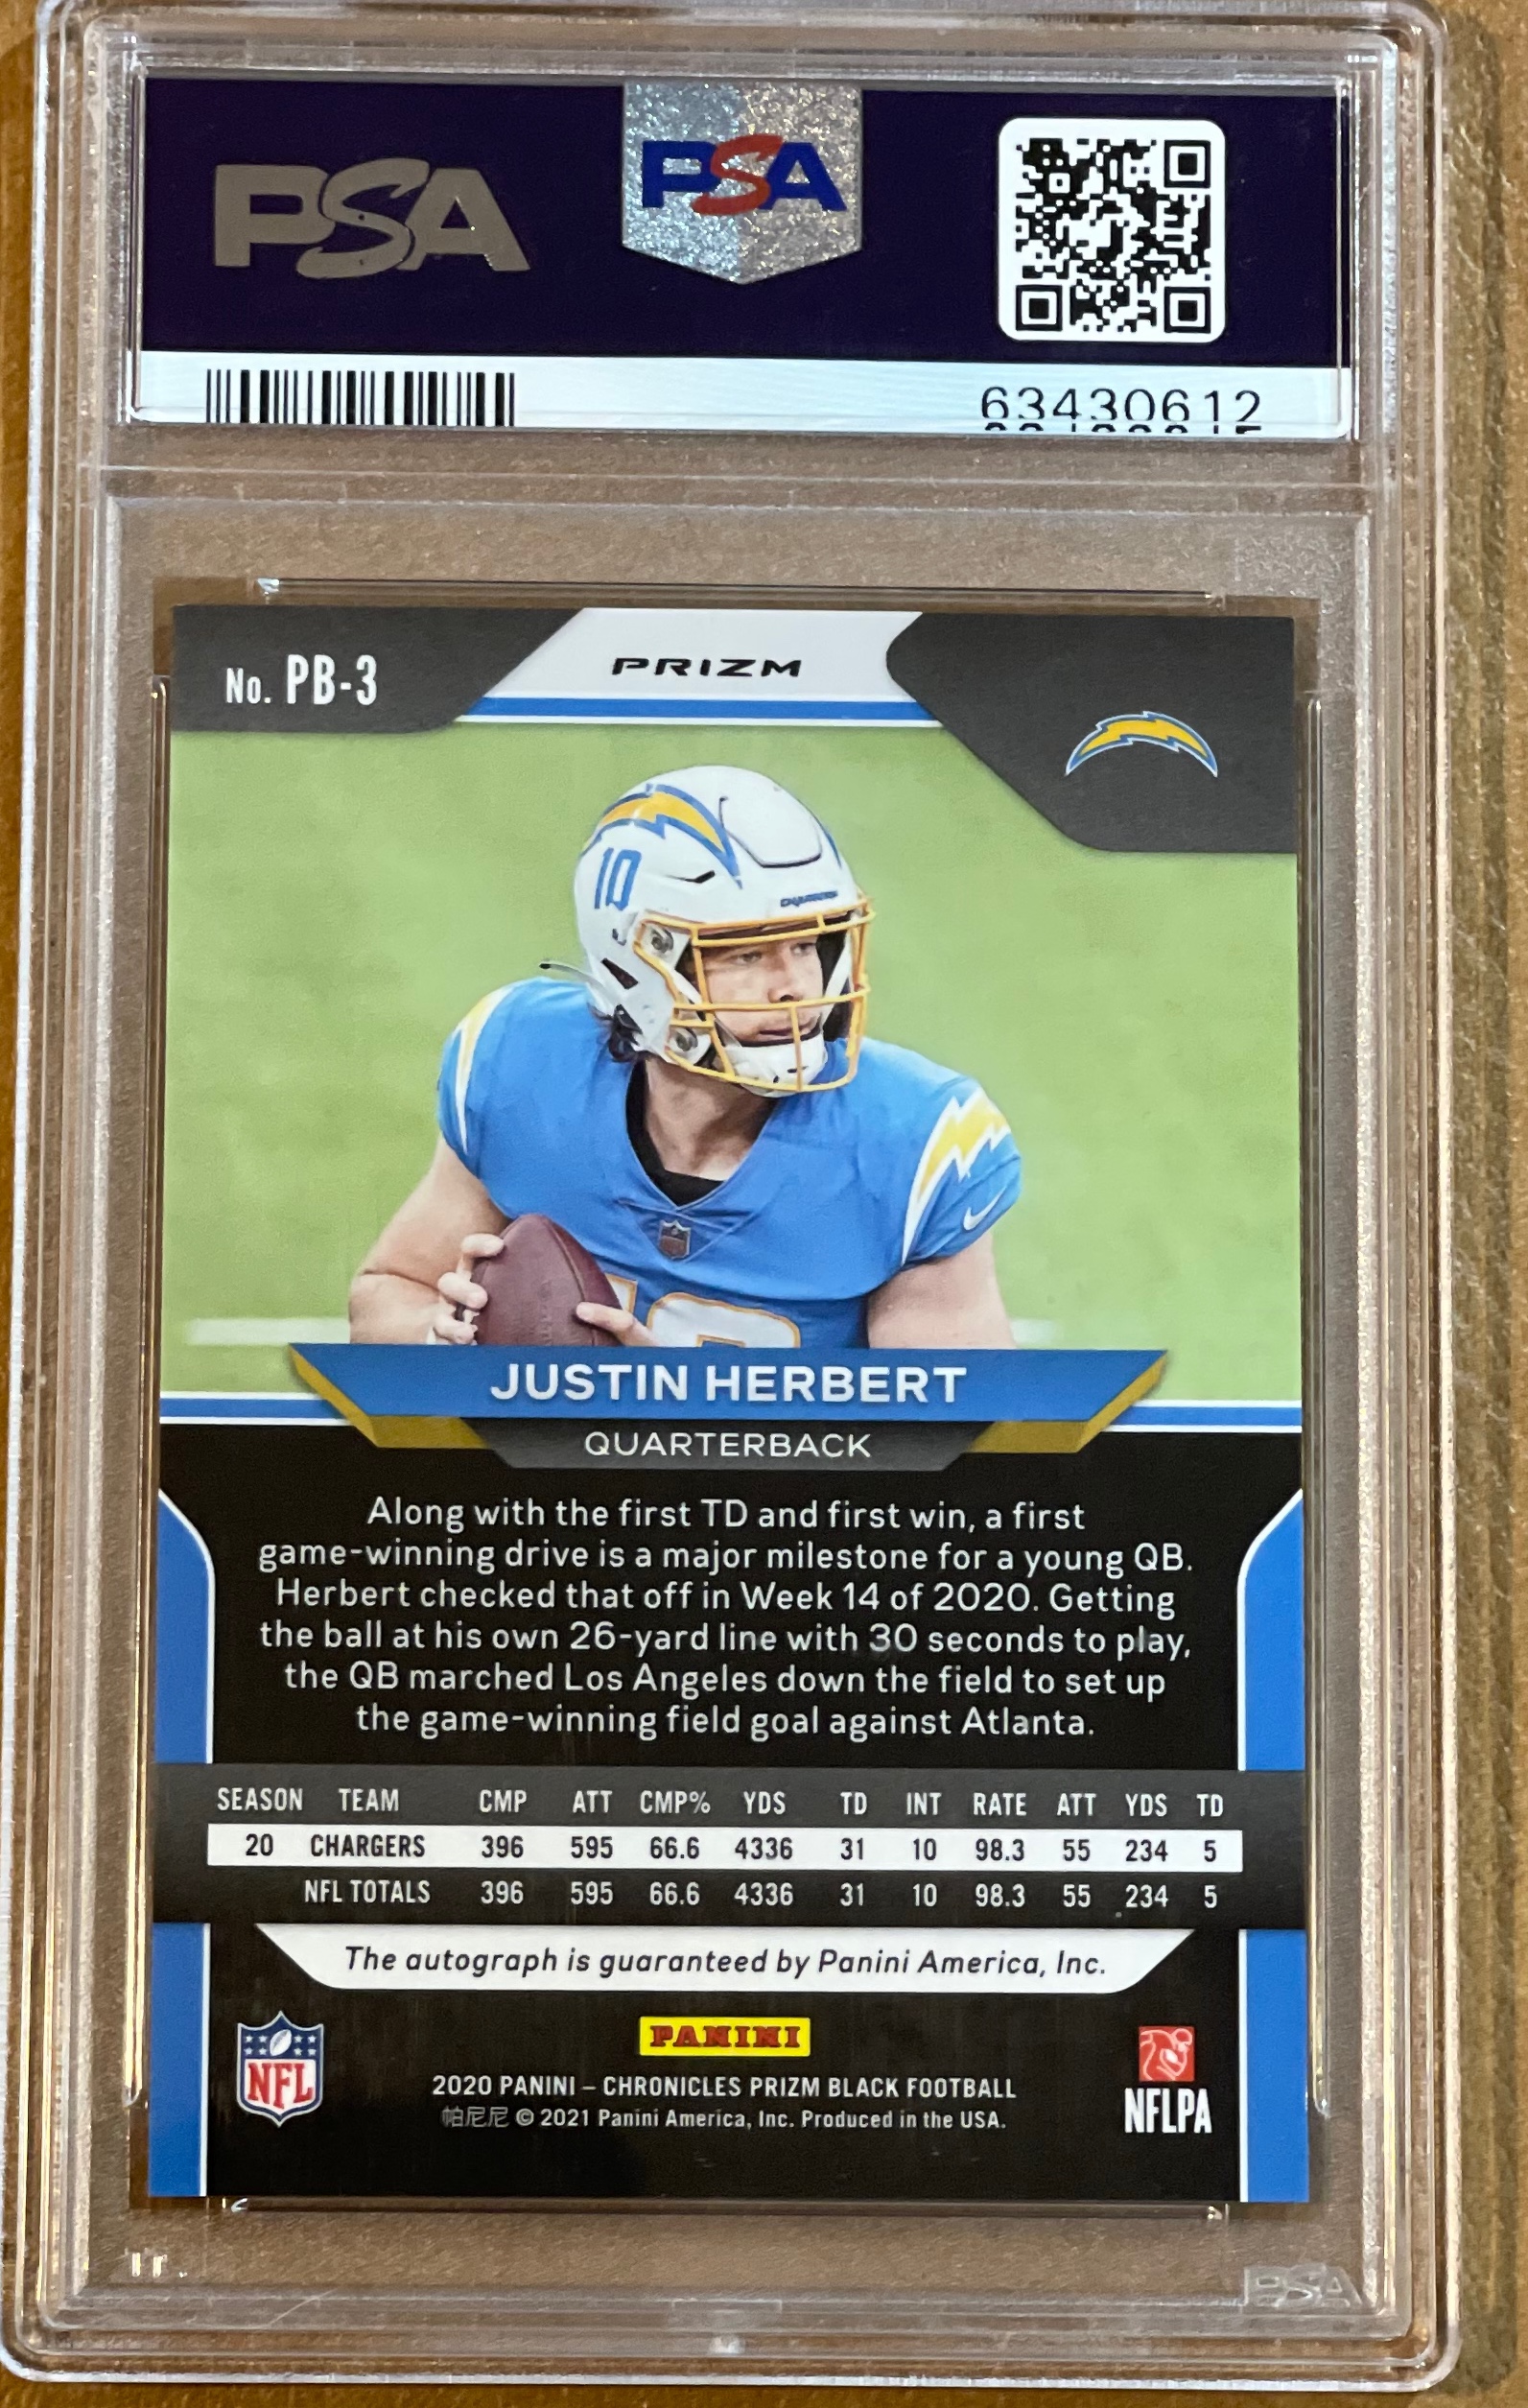 PSA
PSA
63430612
No. PB-3
PRIZM
10
CHARGERS
JUSTIN HERBERT
QUARTERBACK
Along with the first TD and first win, a first
game-winning drive is a major milestone for a young QB.
Herbert checked that off in Week 14 of 2020. Getting
the ball at his own 26-yard line with 30 seconds to play,
the QB marched Los Angeles down the field to set up
the game-winning field goal against Atlanta.
SEASON TEAM CMP ATT CMP% YDS TD INT RATE ATT YDS TD
20 CHARGERS 396 595 66.6 4336 31 10 98.3 55 234 5
NFL TOTALS 396 595 66.6 4336 31 10 98.3 55 234 5
The autograph is guaranteed by Panini America, Inc.
NFL
PANINI
2020 PANINI – CHRONICLES PRIZM BLACK FOOTBALL
帕尼尼 © 2021 Panini America, Inc. Produced in the USA.
NFLPA
PSA